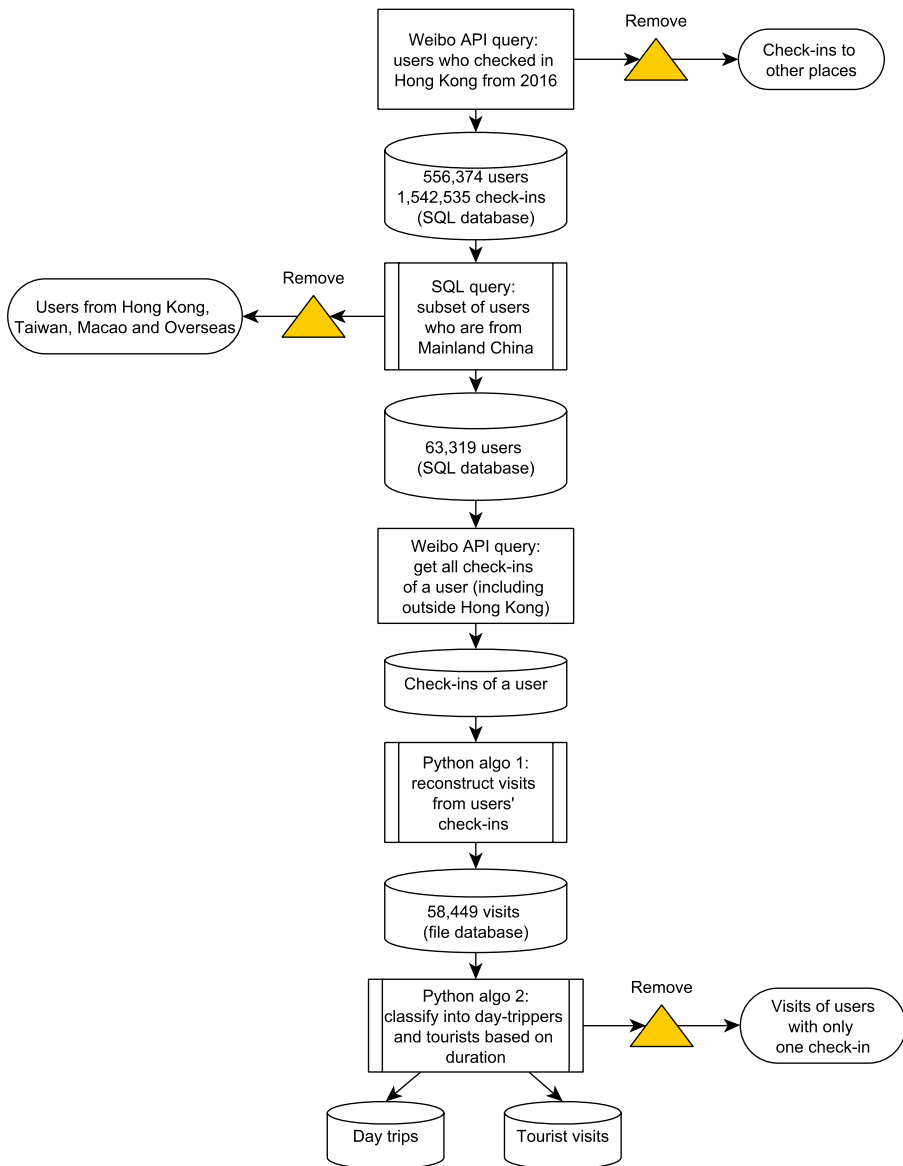 Weibo API query:
users who checked in
Hong Kong from 2016
Remove
Check-ins to
other places
556,374 users
1,542,535 check-ins
(SQL database)
Remove
Users from Hong Kong,
Taiwan, Macao and Overseas
SQL query:
subset of users
who are from
Mainland China
63,319 users
(SQL database)
Weibo API query:
get all check-ins
of a user (including
outside Hong Kong)
Check-ins of a user
Python algo 1:
reconstruct visits
from users'
check-ins
58,449 visits
(file database)
Python algo 2:
classify into day-trippers
and tourists based on
duration
Remove
Visits of users
with only
one check-in
Day trips
Tourist visits